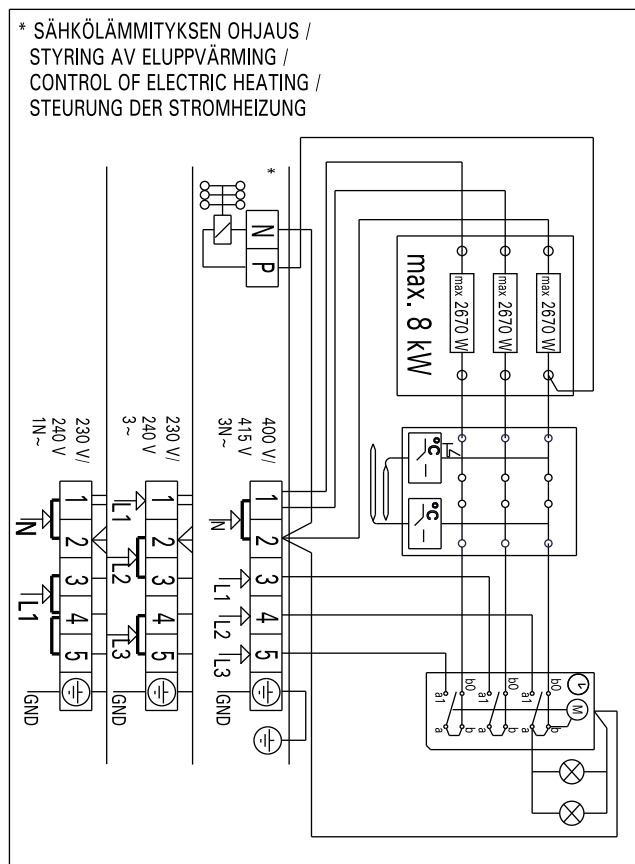 * SÄHKÖLÄMMITYKSEN OHJAUS /
STYRING AV ELUPPVÄRMING /
CONTROL OF ELECTRIC HEATING /
STEURUNG DER STROMHEIZUNG
*
N
P
max. 8 kW
max 2670 W
max 2670 W
max 2670 W
°C
°C
230 V/
240 V
1N~
1
2
3
4
5
N
L1
GND
230 V/
240 V
3~
1
2
3
4
5
L1
L2
L3
GND
400 V/
415 V
3N~
1
2
3
4
5
N
L1
L2
L3
GND
M
b0
a1
b0
a1
b0
a1
a
b
a
b
a
b